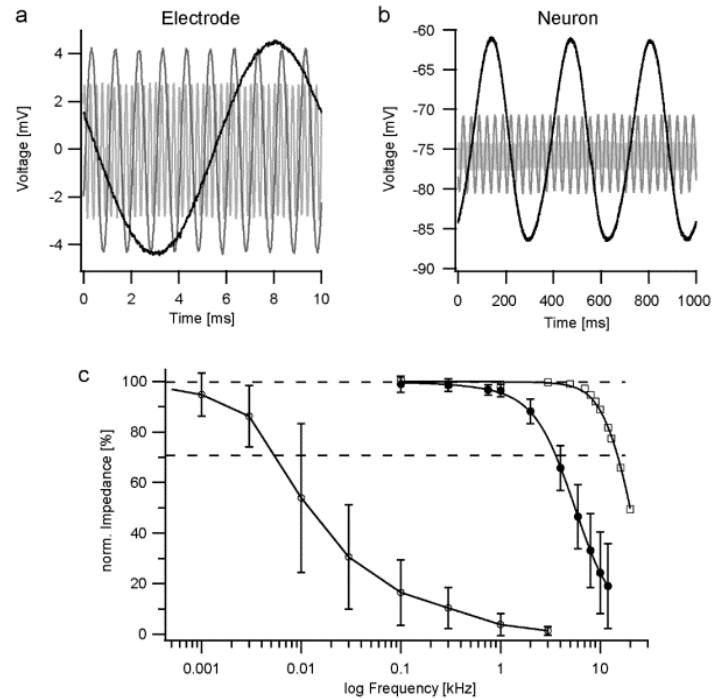 a
Electrode
4
2
0
-2
-4
Voltage [mV]
0 2 4 6 8 10
Time [ms]
b
Neuron
-60
-65
-70
-75
-80
-85
-90
Voltage [mV]
0 200 400 600 800 1000
Time [ms]
c
100
80
60
40
20
0
norm. Impedance [%]
0.001 0.01 0.1 1 10
log Frequency [kHz]